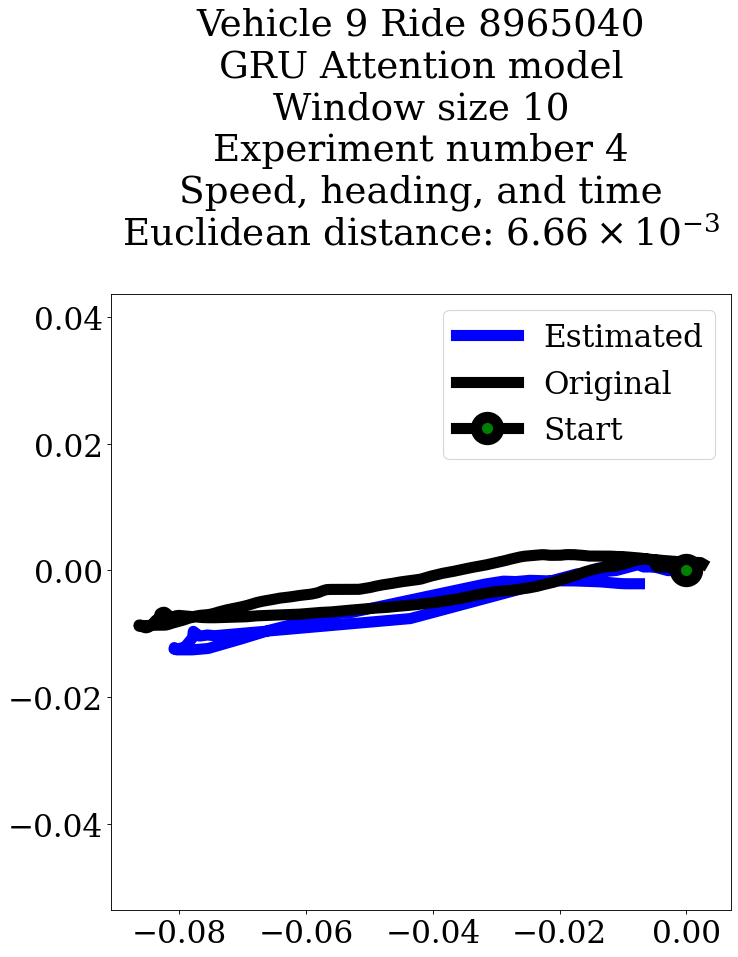 Vehicle 9 Ride 8965040
GRU Attention model
Window size 10
Experiment number 4
Speed, heading, and time
Euclidean distance: 6.66 × 10⁻³
Estimated
Original
Start
0.04
0.02
0.00
−0.02
−0.04
−0.08 −0.06 −0.04 −0.02 0.00